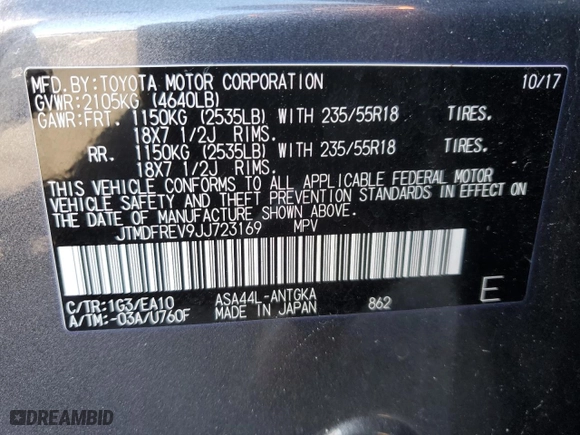 MFD.BY:TOYOTA MOTOR CORPORATION 10/17
GVWR:2105KG (4640LB)
GAWR:FRT. 1150KG (2535LB) WITH 235/55R18 TIRES.
18X7 1/2J RIMS.
RR. 1150KG (2535LB) WITH 235/55R18 TIRES.
18X7 1/2J RIMS.
THIS VEHICLE CONFORMS TO ALL APPLICABLE FEDERAL MOTOR
VEHICLE SAFETY AND THEFT PREVENTION STANDARDS IN EFFECT ON
THE DATE OF MANUFACTURE SHOWN ABOVE.
JTMDFREV9JJ723169 MPV
C/TR:1G3/EA10 ASA44L-ANTGKA 862 E
A/TM:-03A/U760F MADE IN JAPAN
DREAMBID